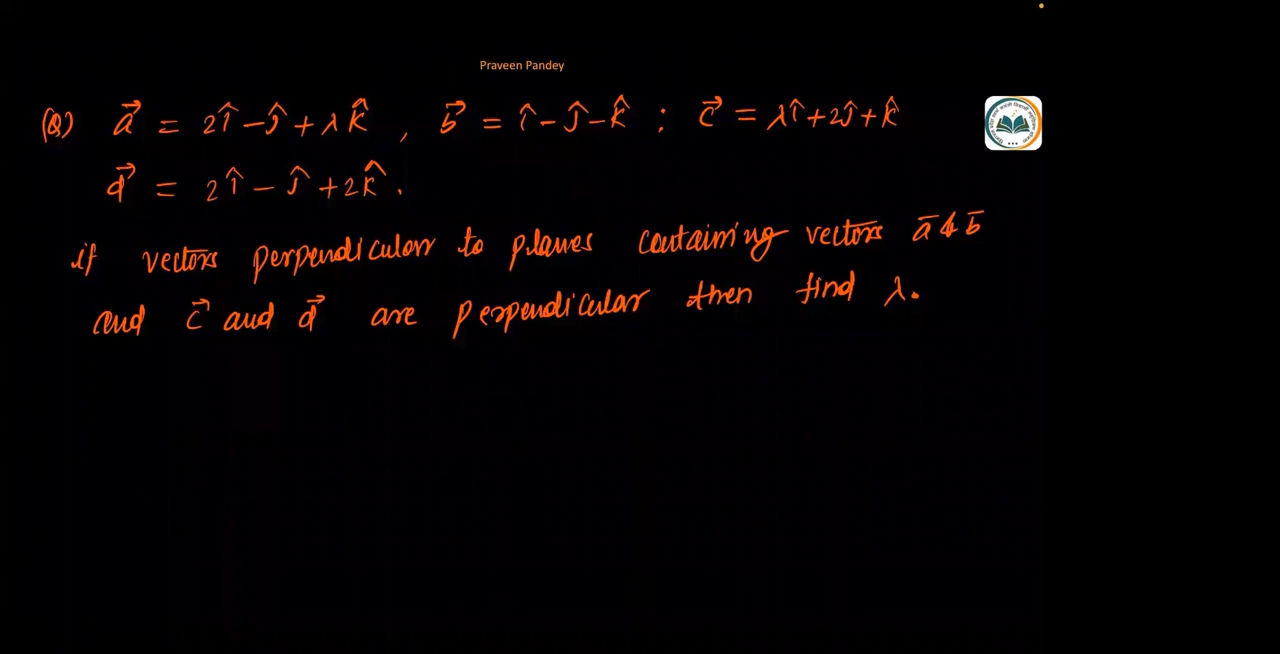 Praveen Pandey
(Q) a⃗ = 2î - ĵ + λk̂ , b⃗ = î - ĵ - k̂ ; c⃗ = λî + 2ĵ + k̂
d⃗ = 2î - ĵ + 2k̂ .
if vectors perpendicular to planes containing vectors a̅ & b̅
and c⃗ and d⃗ are perpendicular then find λ.